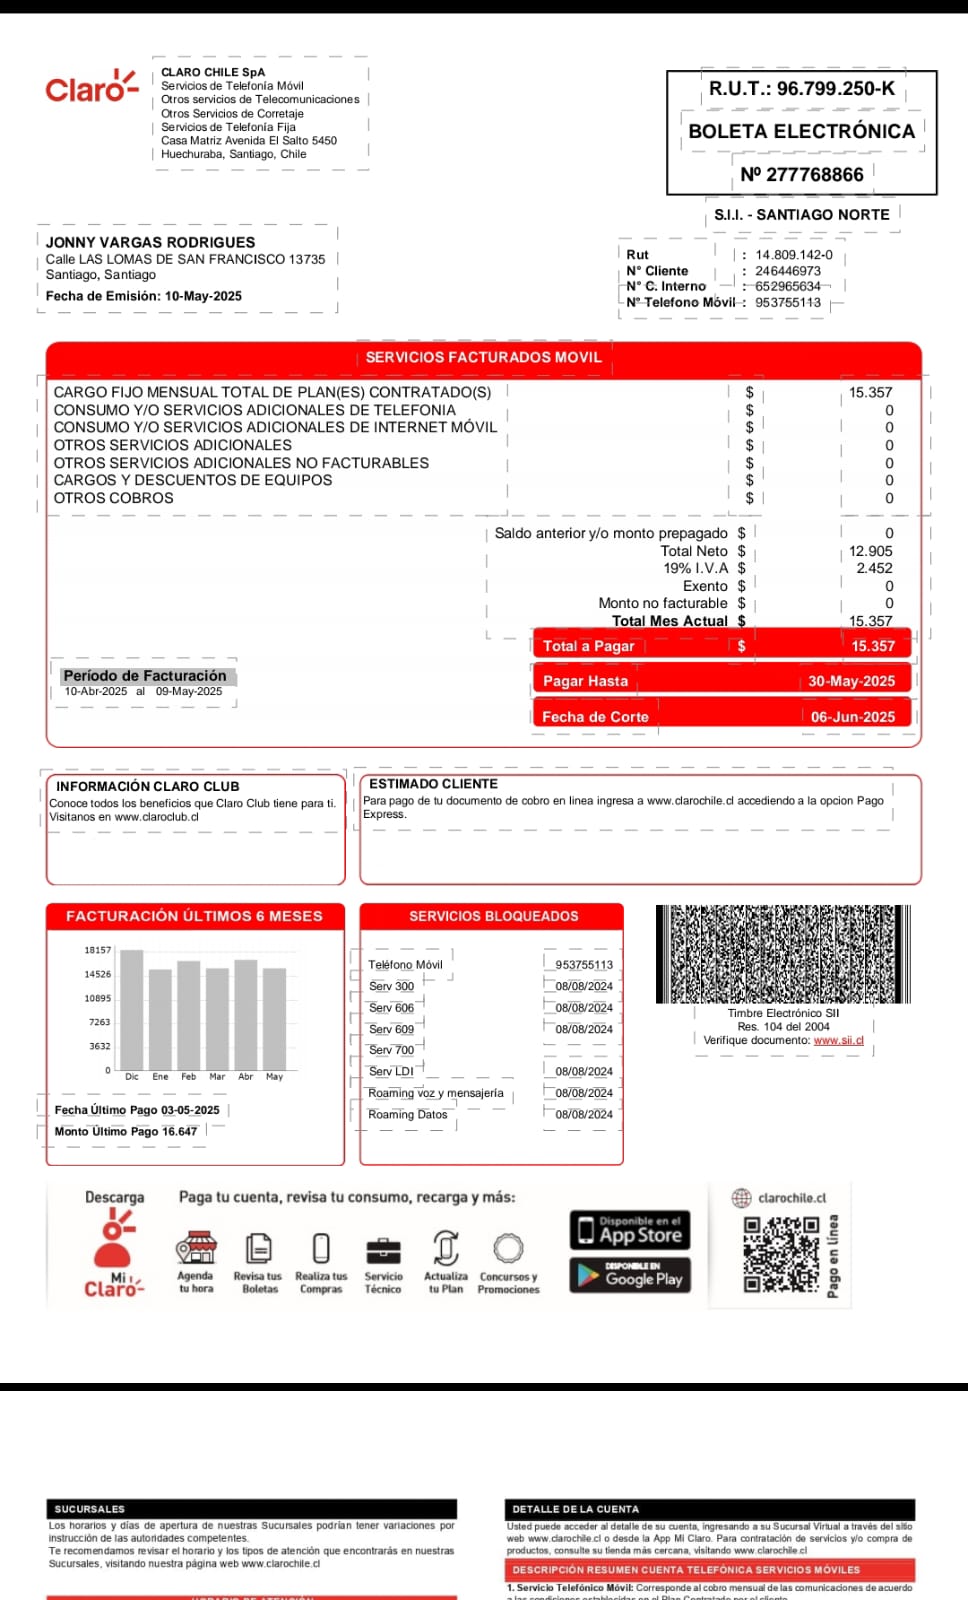 Claro
CLARO CHILE SpA
Servicios de Telefonía Móvil
Otros servicios de Telecomunicaciones
Otros Servicios de Corretaje
Servicios de Telefonía Fija
Casa Matriz Avenida El Salto 5450
Huechuraba, Santiago, Chile
R.U.T.: 96.799.250-K
BOLETA ELECTRÓNICA
Nº 277768866
S.I.I. - SANTIAGO NORTE
JONNY VARGAS RODRIGUES
Calle LAS LOMAS DE SAN FRANCISCO 13735
Santiago, Santiago
Fecha de Emisión: 10-May-2025
Rut : 14.809.142-0
N° Cliente : 246446973
N° C. Interno : 652965634
N° Telefono Móvil : 953755113
SERVICIOS FACTURADOS MOVIL
CARGO FIJO MENSUAL TOTAL DE PLAN(ES) CONTRATADO(S) $ 15.357
CONSUMO Y/O SERVICIOS ADICIONALES DE TELEFONIA $ 0
CONSUMO Y/O SERVICIOS ADICIONALES DE INTERNET MÓVIL $ 0
OTROS SERVICIOS ADICIONALES $ 0
OTROS SERVICIOS ADICIONALES NO FACTURABLES $ 0
CARGOS Y DESCUENTOS DE EQUIPOS $ 0
OTROS COBROS $ 0
Saldo anterior y/o monto prepagado $ 0
Total Neto $ 12.905
19% I.V.A $ 2.452
Exento $ 0
Monto no facturable $ 0
Total Mes Actual $ 15.357
Total a Pagar $ 15.357
Período de Facturación
10-Abr-2025 al 09-May-2025
Pagar Hasta 30-May-2025
Fecha de Corte 06-Jun-2025
INFORMACIÓN CLARO CLUB
Conoce todos los beneficios que Claro Club tiene para ti.
Visitanos en www.claroclub.cl
ESTIMADO CLIENTE
Para pago de tu documento de cobro en linea ingresa a www.clarochile.cl accediendo a la opcion Pago
Express.
FACTURACIÓN ÚLTIMOS 6 MESES
18157
14526
10895
7263
3632
0
Dic Ene Feb Mar Abr May
Fecha Último Pago 03-05-2025
Monto Último Pago 16.647
SERVICIOS BLOQUEADOS
Teléfono Móvil 953755113
Serv 300 08/08/2024
Serv 606 08/08/2024
Serv 609 08/08/2024
Serv 700
Serv LDI 08/08/2024
Roaming voz y mensajería 08/08/2024
Roaming Datos 08/08/2024
Timbre Electrónico SII
Res. 104 del 2004
Verifique documento: www.sii.cl
Descarga
Mi
Claro
Paga tu cuenta, revisa tu consumo, recarga y más:
Agenda
tu hora
Revisa tus
Boletas
Realiza tus
Compras
Servicio
Técnico
Actualiza
tu Plan
Concursos y
Promociones
Disponible en el
App Store
DISPONIBLE EN
Google Play
clarochile.cl
Pago en línea
SUCURSALES
Los horarios y días de apertura de nuestras Sucursales podrían tener variaciones por
instrucción de las autoridades competentes.
Te recomendamos revisar el horario y los tipos de atención que encontrarás en nuestras
Sucursales, visitando nuestra página web www.clarochile.cl
HORARIO DE ATENCIÓN
DETALLE DE LA CUENTA
Usted puede acceder al detalle de su cuenta, ingresando a su Sucursal Virtual a través del sitio
web www.clarochile.cl o desde la App Mi Claro. Para contratación de servicios y/o compra de
productos, consulte su tienda más cercana, visitando www.clarochile.cl
DESCRIPCIÓN RESUMEN CUENTA TELEFÓNICA SERVICIOS MÓVILES
1. Servicio Telefónico Móvil: Corresponde al cobro mensual de las comunicaciones de acuerdo
a las condiciones establecidas en el Plan Contratado por el cliente.